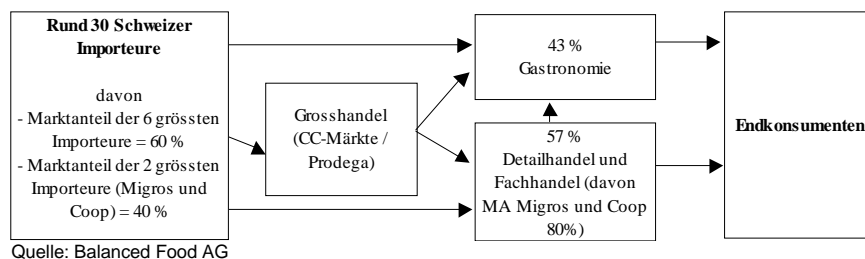 Rund 30 Schweizer
Importeure
davon
- Marktanteil der 6 grössten
Importeure = 60 %
- Marktanteil der 2 grössten
Importeure (Migros und
Coop) = 40 %
Grosshandel
(CC-Märkte /
Prodega)
43 %
Gastronomie
57 %
Detailhandel und
Fachhandel (davon
MA Migros und Coop
80%)
Endkonsumenten
Quelle: Balanced Food AG